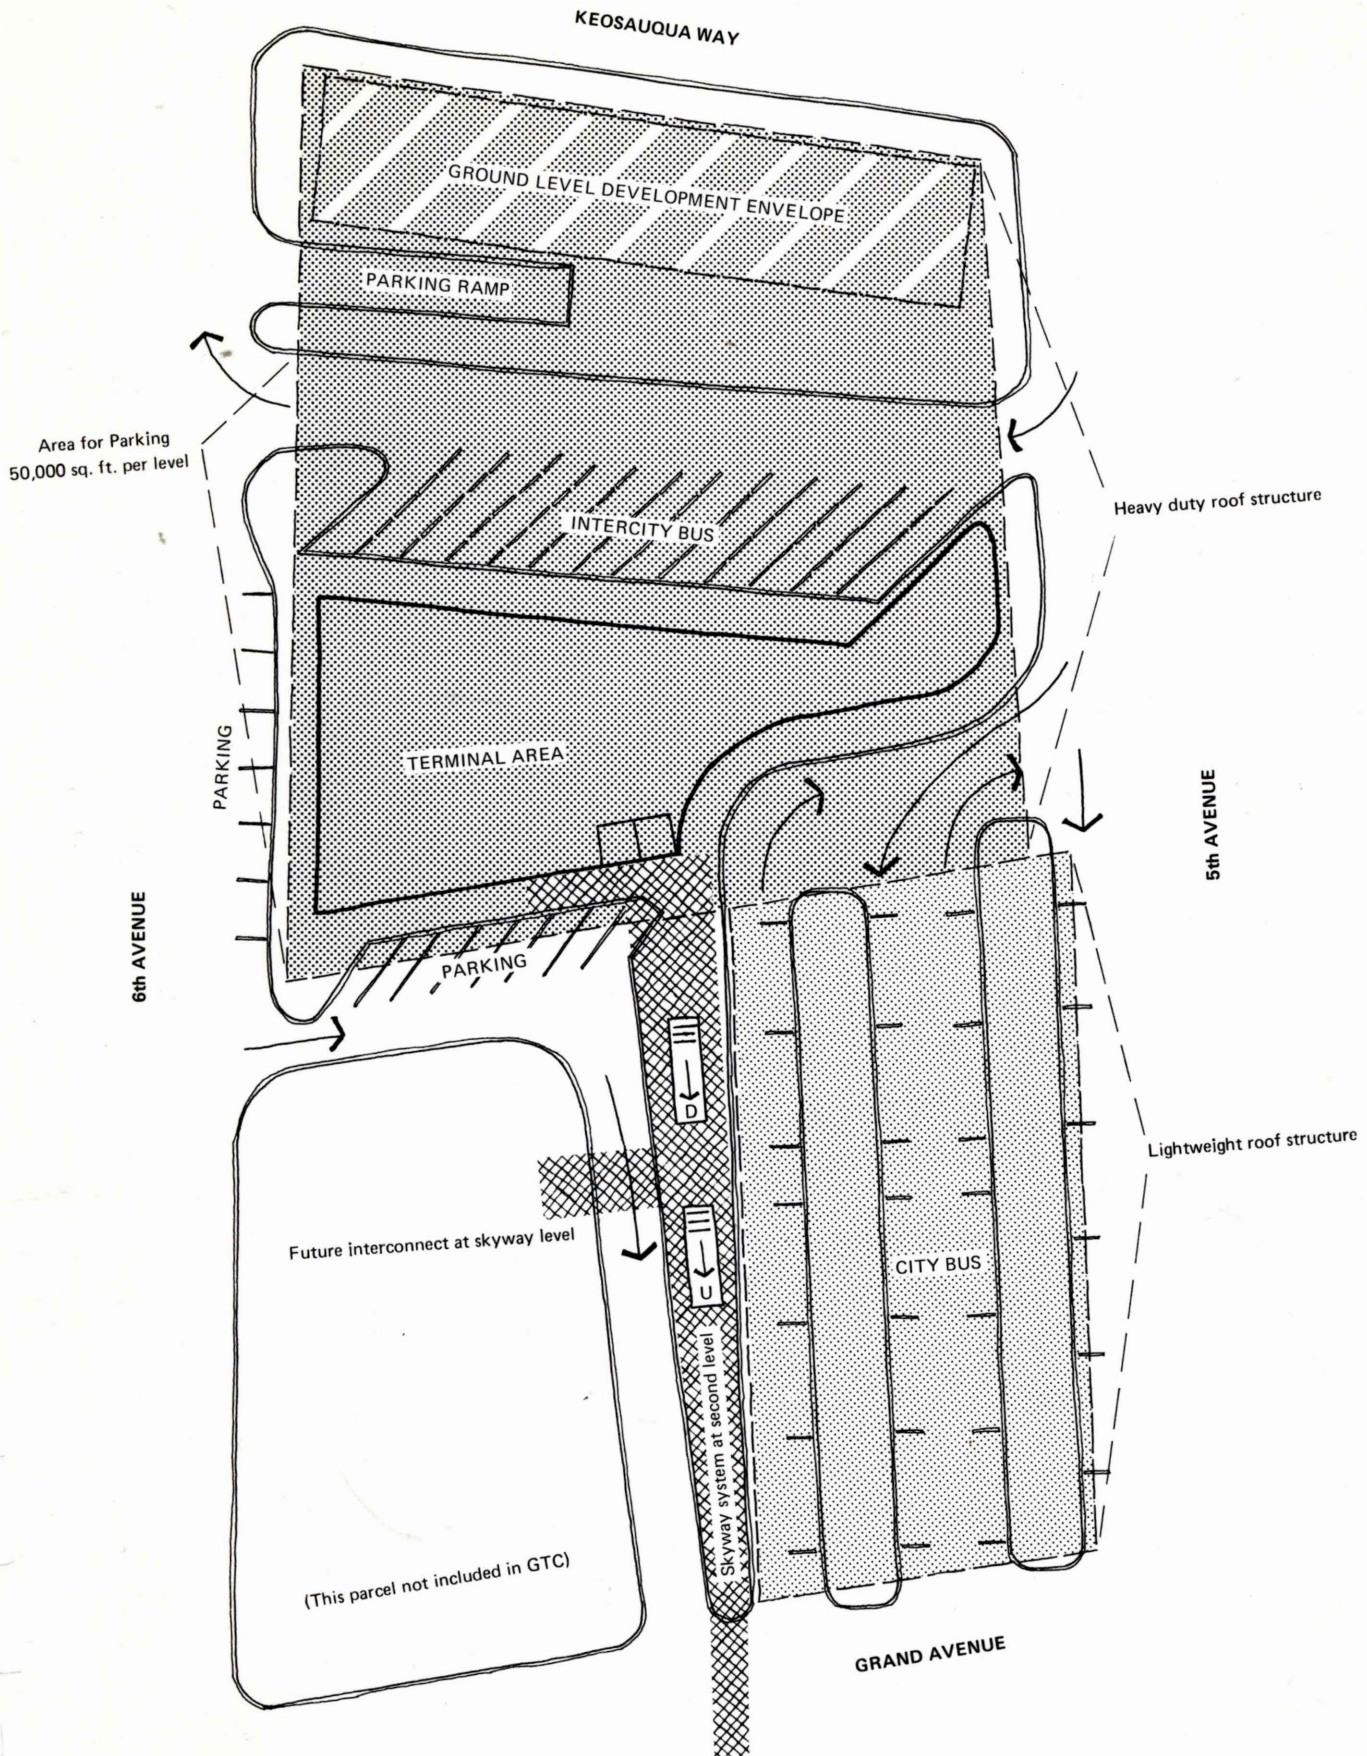 KEOSAUQUA WAY
GROUND LEVEL DEVELOPMENT ENVELOPE
PARKING RAMP
Area for Parking
50,000 sq. ft. per level
Heavy duty roof structure
INTERCITY BUS
TERMINAL AREA
PARKING
5th AVENUE
6th AVENUE
PARKING
D
Lightweight roof structure
Future interconnect at skyway level
U
CITY BUS
Skyway system at second level
(This parcel not included in GTC)
GRAND AVENUE